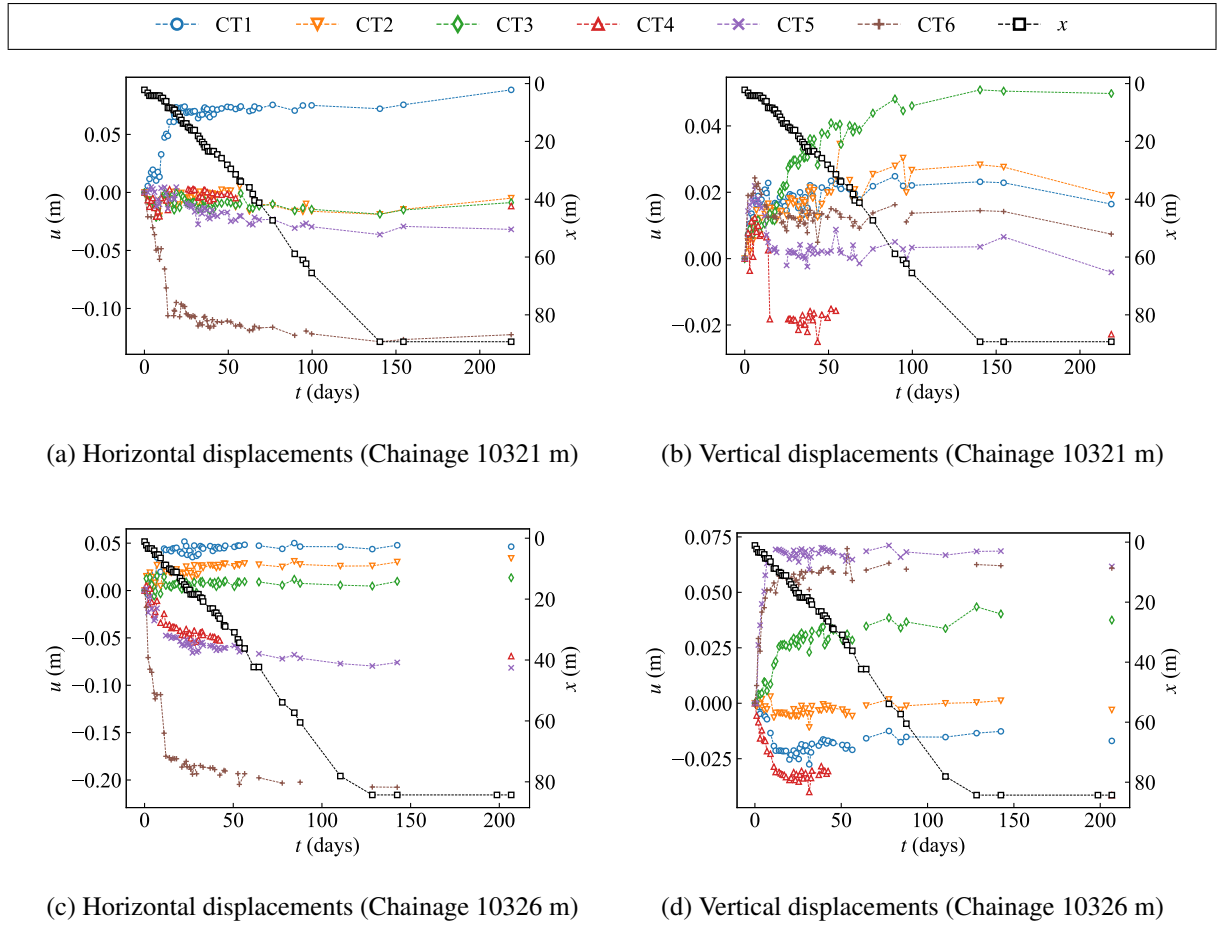 CT1 CT2 CT3 CT4 CT5 CT6 x
0.05
0.00
−0.05
−0.10
u (m)
0
20
40
60
80
x (m)
0 50 100 150 200
t (days)
0.04
0.02
0.00
−0.02
u (m)
0
20
40
60
80
x (m)
0 50 100 150 200
t (days)
(a) Horizontal displacements (Chainage 10321 m)
(b) Vertical displacements (Chainage 10321 m)
0.05
0.00
−0.05
−0.10
−0.15
−0.20
u (m)
0
20
40
60
80
x (m)
0 50 100 150 200
t (days)
0.075
0.050
0.025
0.000
−0.025
u (m)
0
20
40
60
80
x (m)
0 50 100 150 200
t (days)
(c) Horizontal displacements (Chainage 10326 m)
(d) Vertical displacements (Chainage 10326 m)